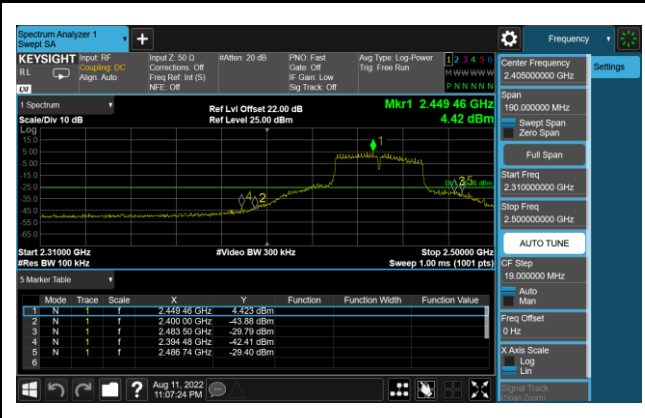 Spectrum Analyzer 1
Swept SA
Frequency
KEYSIGHT
RL
LXI
Input: RF
Coupling: DC
Align: Auto
Input Z: 50 Ω
Corrections: Off
Freq Ref: Int (S)
NFE: Off
#Atten: 20 dB
PNO: Fast
Gate: Off
IF Gain: Low
Sig Track: Off
Avg Type: Log-Power
Trig: Free Run
1 2 3 4 5 6
M W W W W W
P N N N N N
1 Spectrum
Scale/Div 10 dB
Ref Lvl Offset 22.00 dB
Ref Level 25.00 dBm
Mkr1 2.449 46 GHz
4.42 dBm
Log
15.0
5.00
-5.00
-15.0
-25.0
-35.0
-45.0
-55.0
-65.0
1
4
2
3
5
dBm
Start 2.31000 GHz
#Res BW 100 kHz
#Video BW 300 kHz
Stop 2.50000 GHz
Sweep 1.00 ms (1001 pts)
5 Marker Table
Mode Trace Scale X Y Function Function Width Function Value
1 N 1 f 2.449 46 GHz 4.423 dBm
2 N 1 f 2.400 00 GHz -43.88 dBm
3 N 1 f 2.483 50 GHz -29.79 dBm
4 N 1 f 2.394 48 GHz -42.41 dBm
5 N 1 f 2.486 74 GHz -29.40 dBm
6
Aug 11, 2022
11:07:24 PM
Center Frequency
2.405000000 GHz
Span
190.000000 MHz
Swept Span
Zero Span
Full Span
Start Freq
2.310000000 GHz
Stop Freq
2.500000000 GHz
AUTO TUNE
CF Step
19.000000 MHz
Auto
Man
Freq Offset
0 Hz
X Axis Scale
Log
Lin
Signal Track
(Span Zoom)
Settings